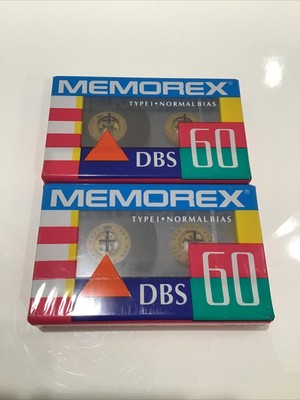 MEMOREX®
TYPE I • NORMAL BIAS
DBS 60
MEMOREX®
TYPE I • NORMAL BIAS
DBS 60